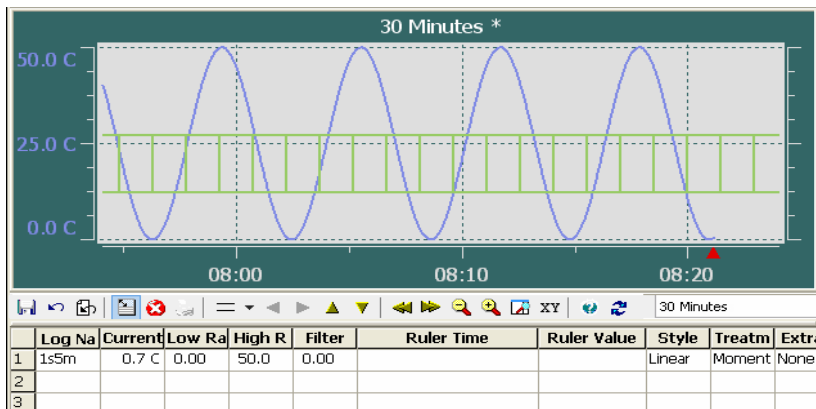 30 Minutes *
50.0 C
25.0 C
0.0 C
08:00 08:10 08:20
XY 30 Minutes
Log Na Current Low Ra High R Filter Ruler Time Ruler Value Style Treatm Extra
1 1s5m 0.7 C 0.00 50.0 0.00 Linear Moment None
2
3